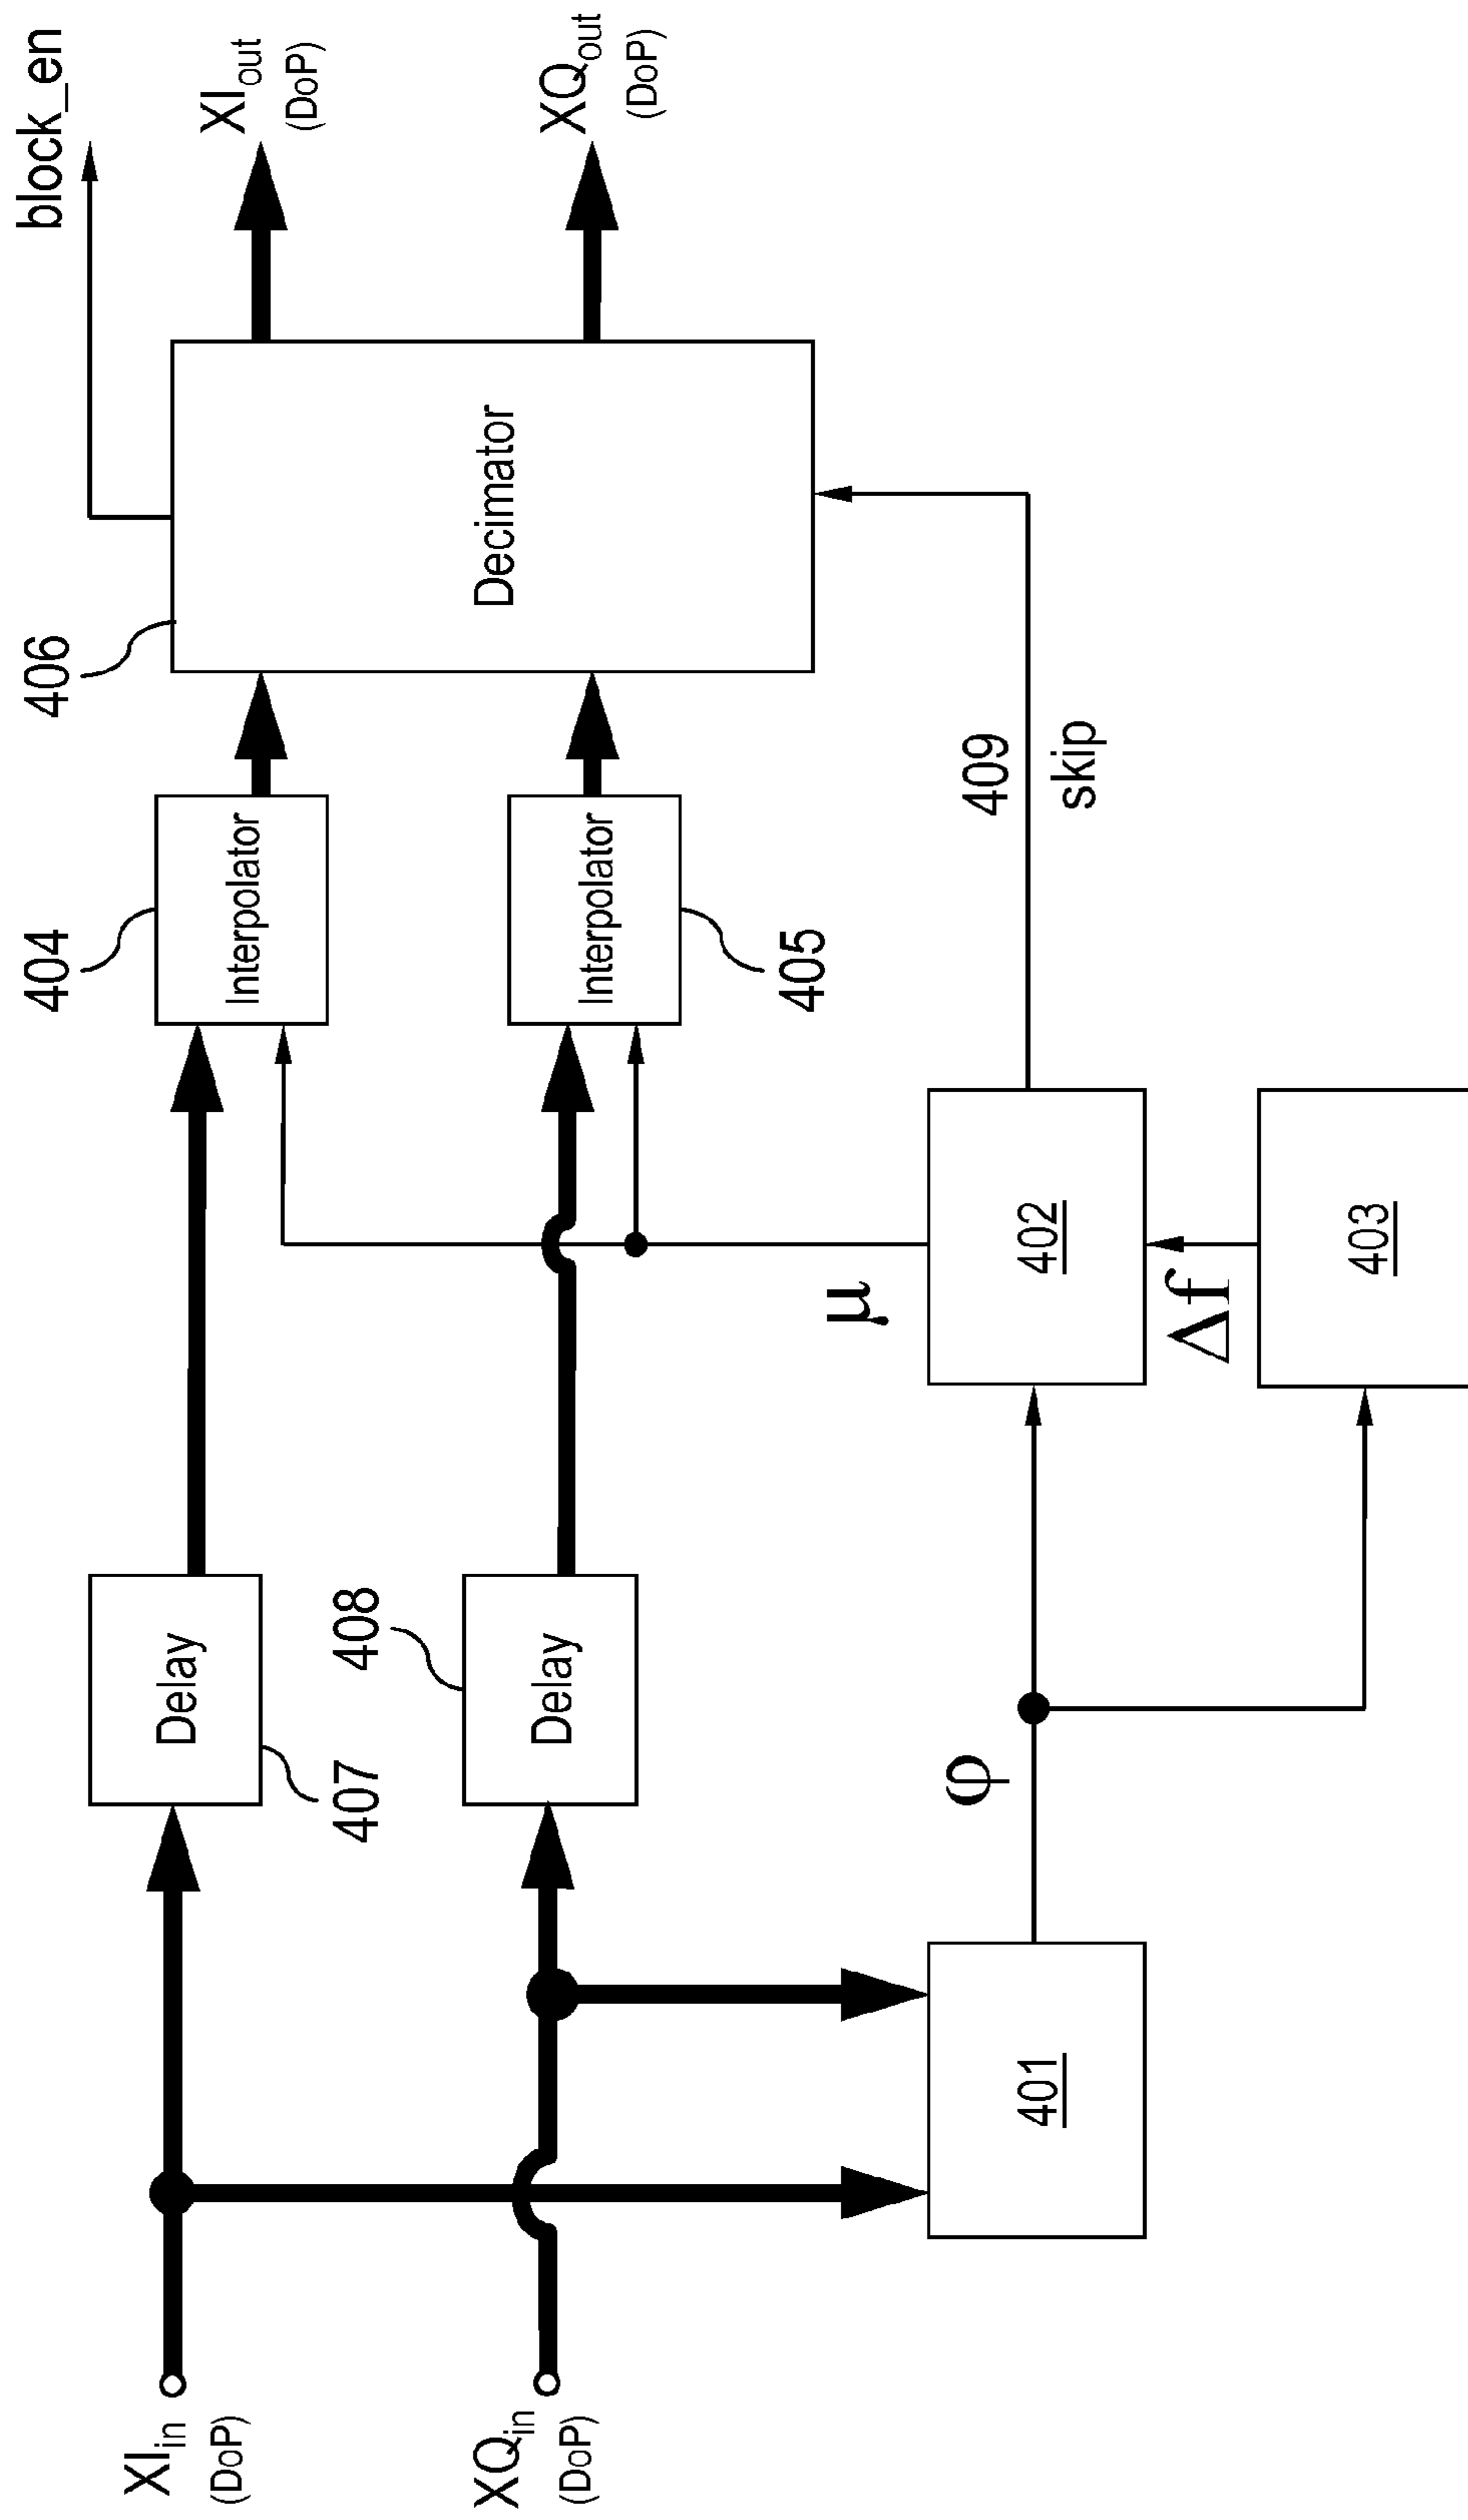 XIin
(DoP)
XQin
(DoP)
Delay
407
Delay
408
401
φ
402
403
Δf
μ
Interpolator
404
Interpolator
405
409
skip
Decimator
406
block_en
XIout
(DoP)
XQout
(DoP)